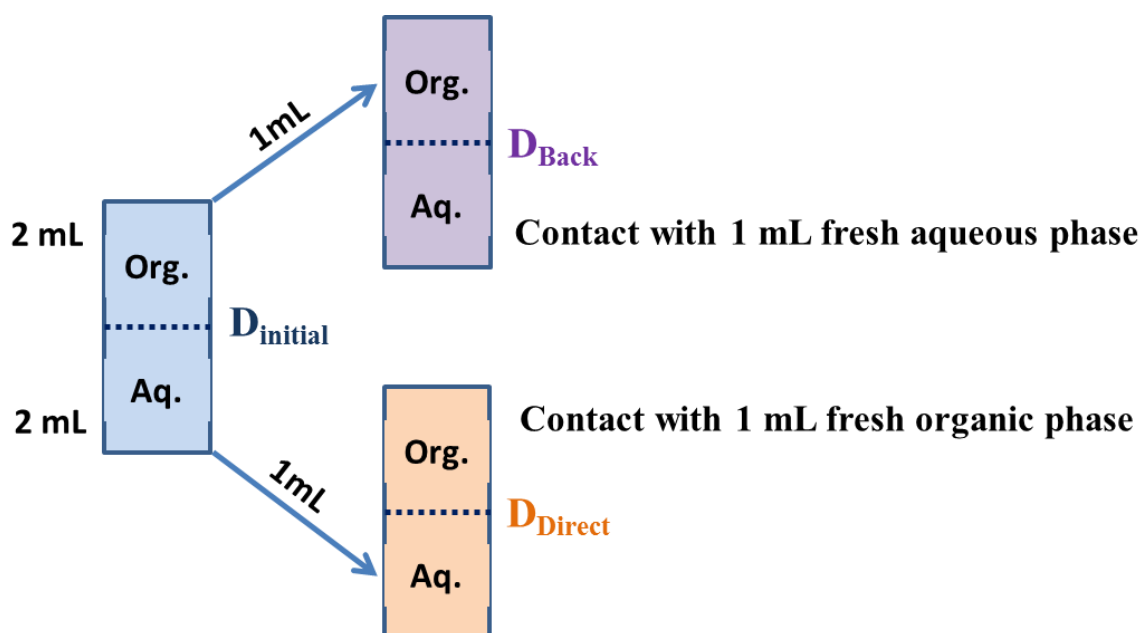 Org.
1mL
D_Back
Aq.
Contact with 1 mL fresh aqueous phase
2 mL
Org.
D_initial
Aq.
2 mL
Contact with 1 mL fresh organic phase
Org.
1mL
D_Direct
Aq.